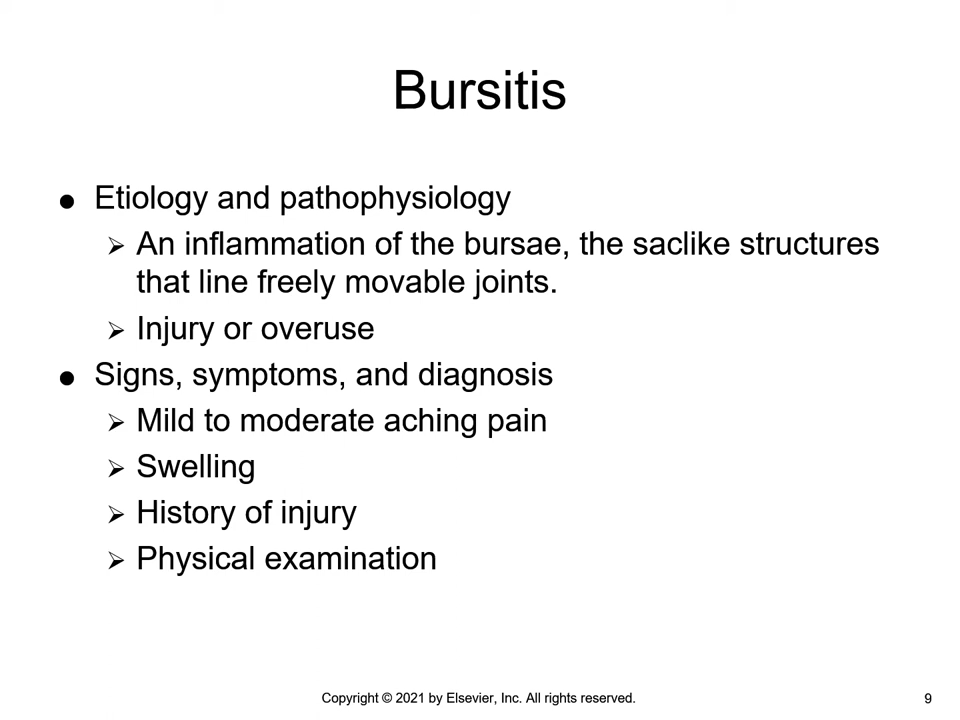 Bursitis
● Etiology and pathophysiology
➢ An inflammation of the bursae, the saclike structures
that line freely movable joints.
➢ Injury or overuse
● Signs, symptoms, and diagnosis
➢ Mild to moderate aching pain
➢ Swelling
➢ History of injury
➢ Physical examination
Copyright © 2021 by Elsevier, Inc. All rights reserved.
9